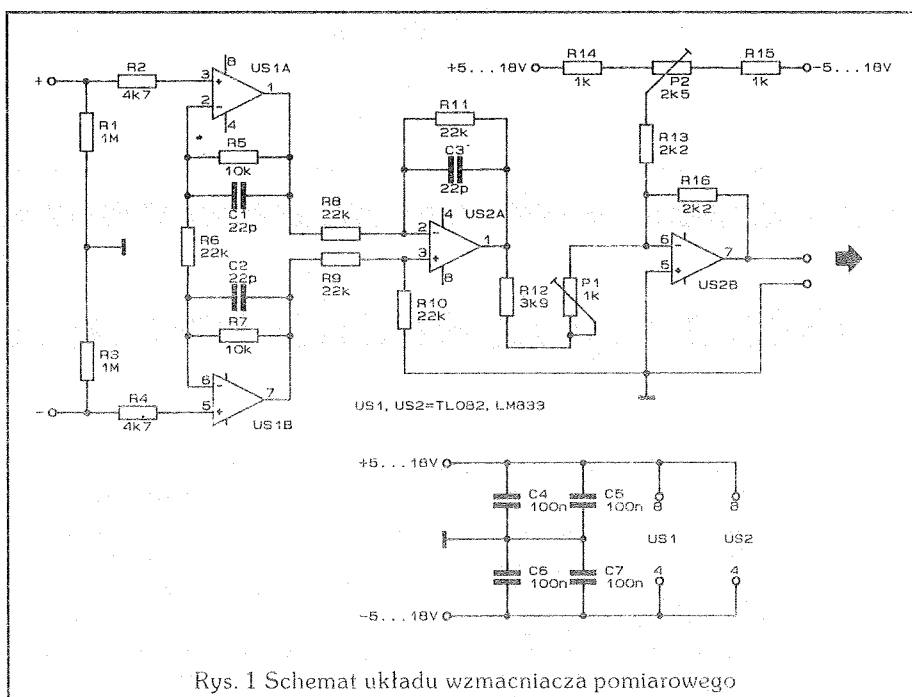 +
R2
4k7
R1
1M
R3
1M
-
R4
4k7
8
US1A
3
+
1
2
-
4
R5
10k
C1
22p
R6
22k
C2
22p
R7
10k
6
-
7
5
+
US1B
R8
22k
R9
22k
R11
22k
C3
22p
4
US2A
2
-
1
3
+
8
R10
22k
R12
3k9
P1
1k
+5...18V
R14
1k
P2
2k5
R15
1k
-5...18V
R13
2k2
R16
2k2
6
-
7
5
+
US2B
US1, US2=TL082, LM833
+5...18V
C4
100n
C5
100n
8
8
US1
US2
C6
100n
C7
100n
4
4
-5...18V
Rys. 1 Schemat układu wzmacniacza pomiarowego